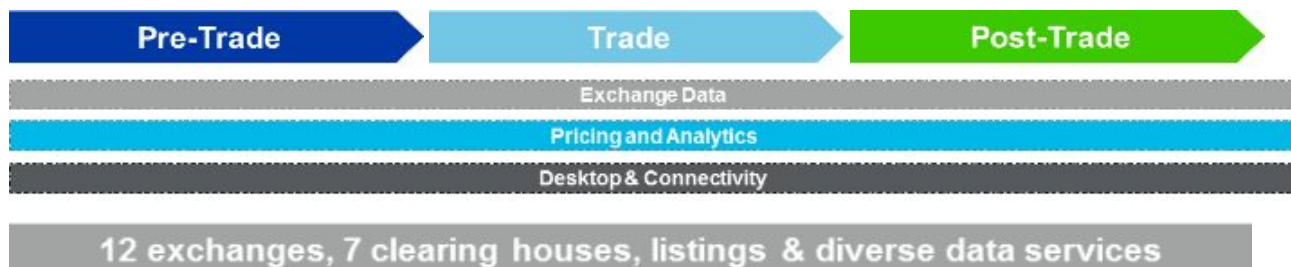 Pre-Trade Trade Post-Trade
Exchange Data
Pricing and Analytics
Desktop & Connectivity
12 exchanges, 7 clearing houses, listings & diverse data services